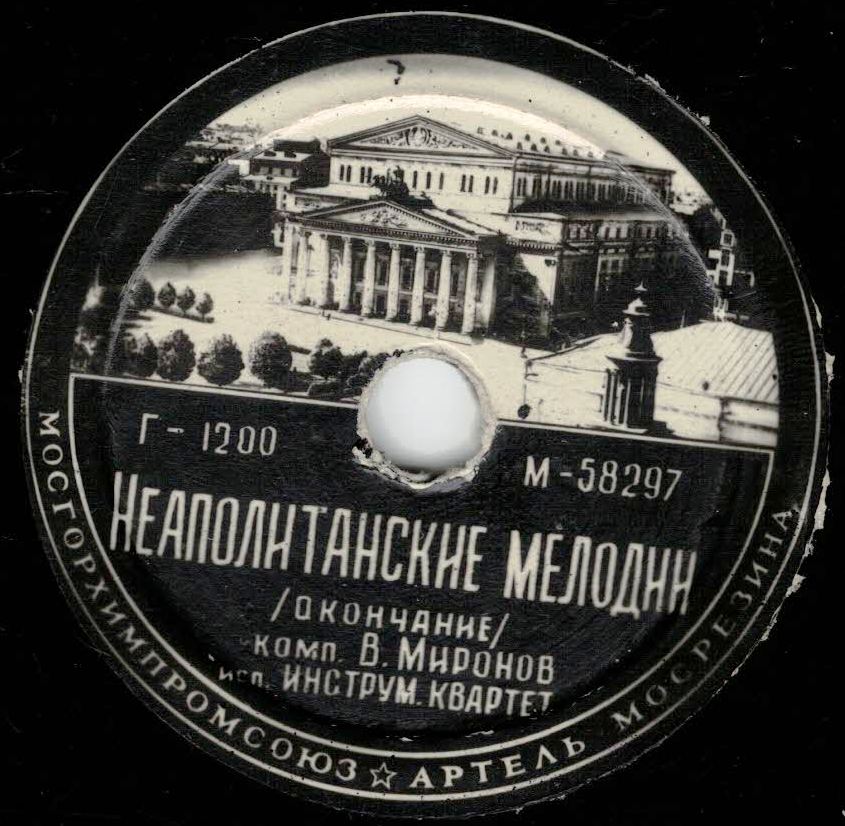 Г - 1200
М - 58297
НЕАПОЛИТАНСКИЕ МЕЛОДИИ
/ОКОНЧАНИЕ/
комп. В. МИРОНОВ
исп. ИНСТРУМ. КВАРТЕТ
МОСГОРХИМПРОМСОЮЗ ☆ АРТЕЛЬ МОСРЕЗИНА